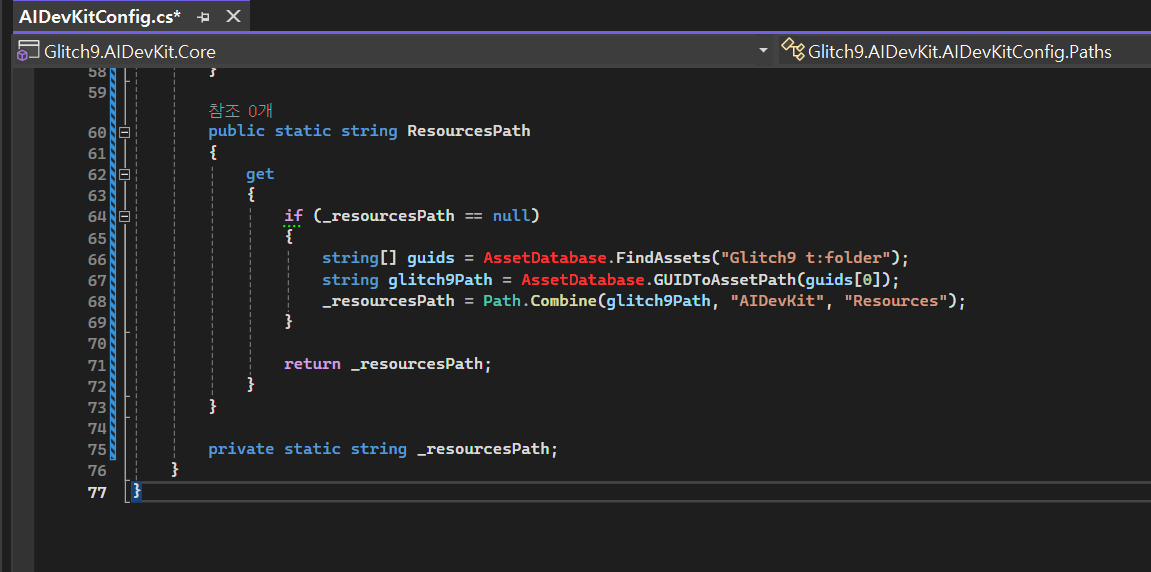 AIDevKitConfig.cs*
Glitch9.AIDevKit.Core
Glitch9.AIDevKit.AIDevKitConfig.Paths
58 }
59
참조 0개
60 public static string ResourcesPath
61 {
62 get
63 {
64 if (_resourcesPath == null)
65 {
66 string[] guids = AssetDatabase.FindAssets("Glitch9 t:folder");
67 string glitch9Path = AssetDatabase.GUIDToAssetPath(guids[0]);
68 _resourcesPath = Path.Combine(glitch9Path, "AIDevKit", "Resources");
69 }
70
71 return _resourcesPath;
72 }
73 }
74
75 private static string _resourcesPath;
76 }
77 }